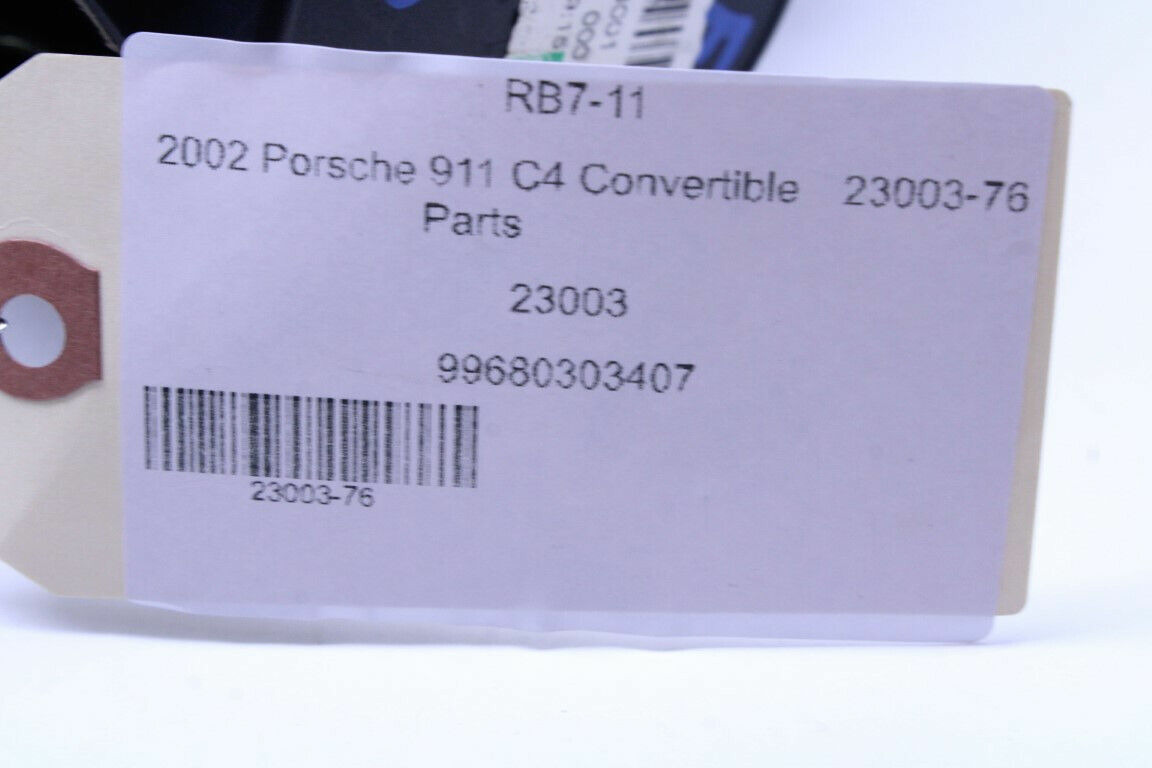 RB7-11
2002 Porsche 911 C4 Convertible 23003-76
Parts
23003
99680303407
23003-76